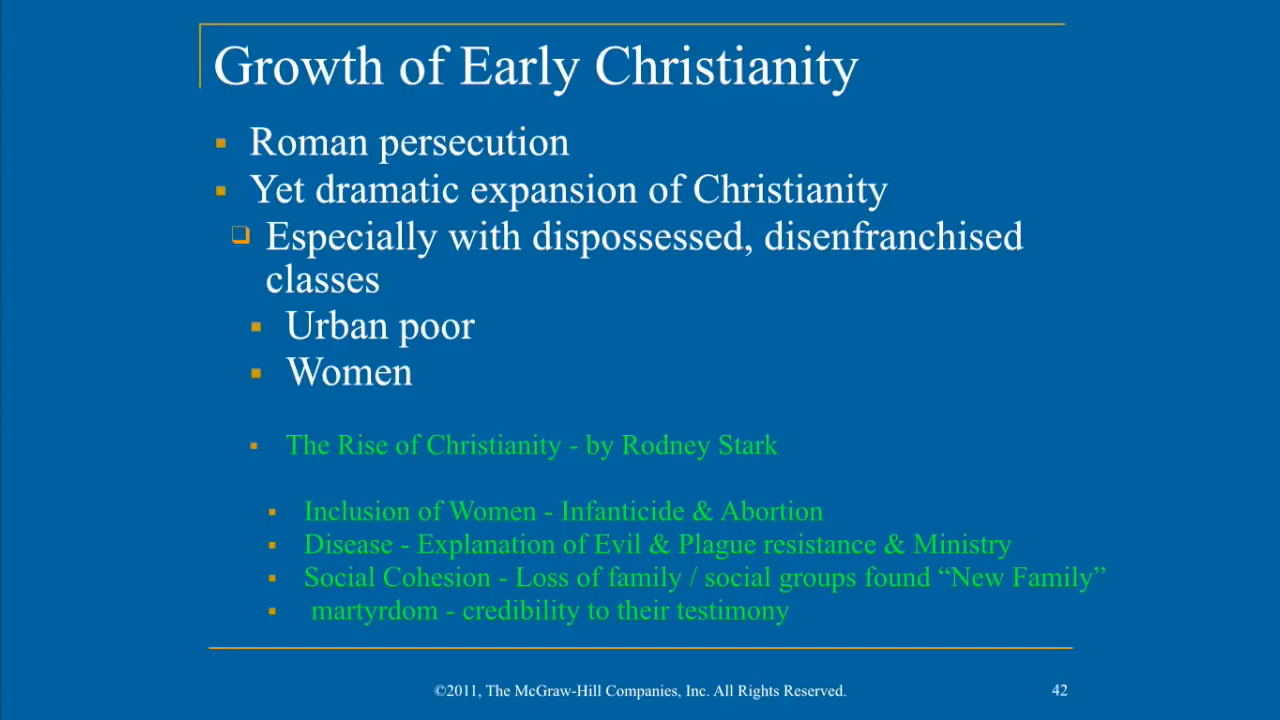 Growth of Early Christianity
Roman persecution
Yet dramatic expansion of Christianity
Especially with dispossessed, disenfranchised
classes
Urban poor
Women
The Rise of Christianity - by Rodney Stark
Inclusion of Women - Infanticide & Abortion
Disease - Explanation of Evil & Plague resistance & Ministry
Social Cohesion - Loss of family / social groups found “New Family”
martyrdom - credibility to their testimony
©2011, The McGraw-Hill Companies, Inc. All Rights Reserved.
42